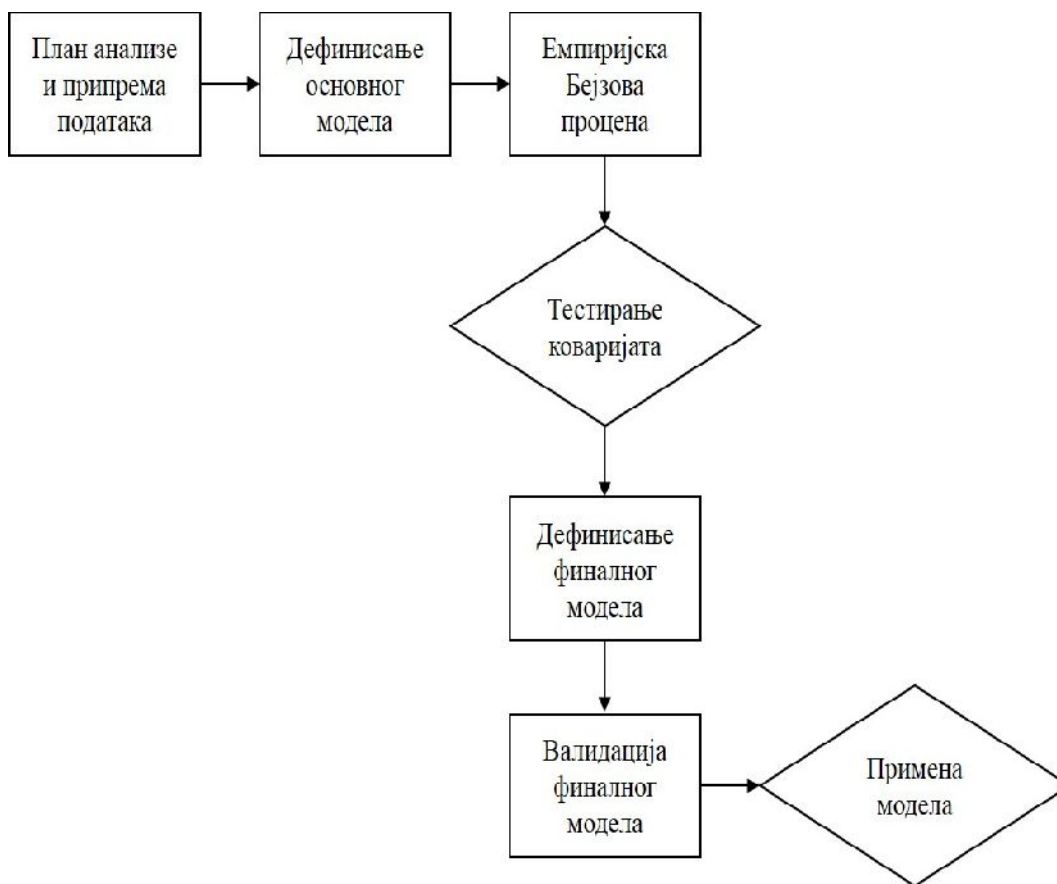 План анализе
и припрема
података
Дефинисање
основног
модела
Емпиријска
Бејзова
процена
Тестирање
коваријата
Дефинисање
финалног
модела
Валидација
финалног
модела
Примена
модела